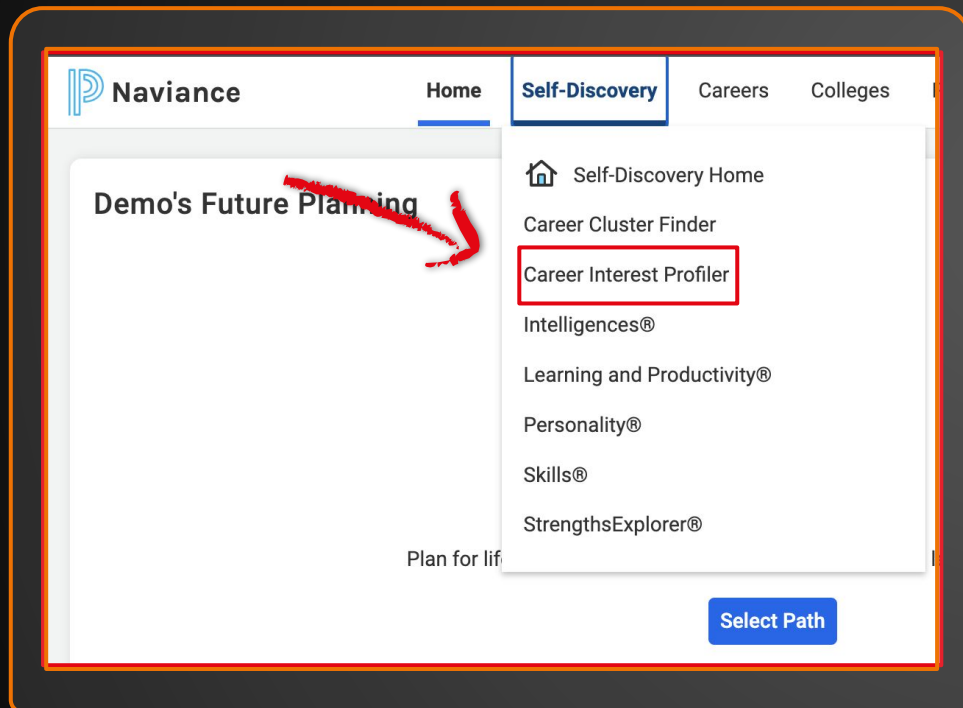 Naviance
Home Self-Discovery Careers Colleges
Self-Discovery Home
Demo's Future Planning
Career Cluster Finder
Career Interest Profiler
Intelligences®
Learning and Productivity®
Personality®
Skills®
StrengthsExplorer®
Plan for
Select Path